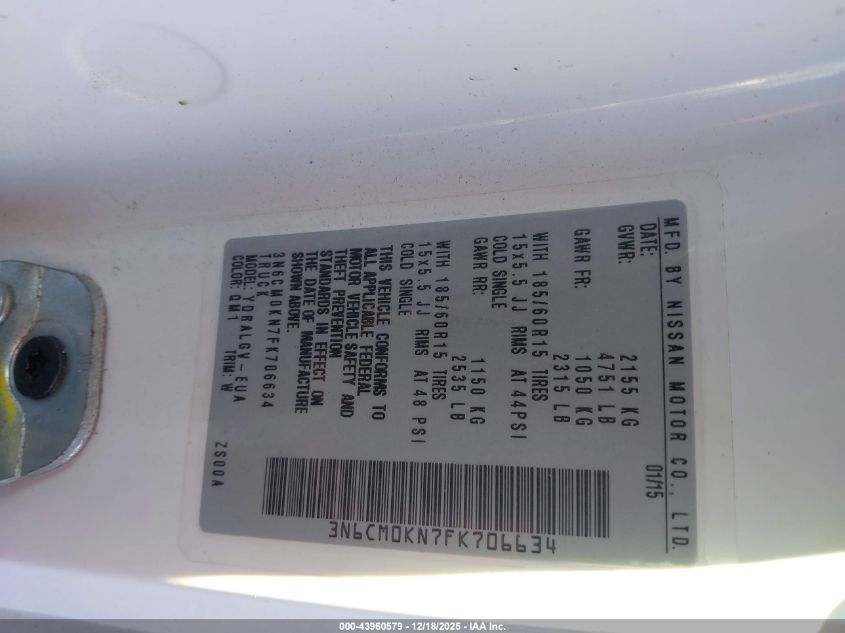 MFD. BY NISSAN MOTOR CO., LTD.
DATE: 01/15
GVWR: 2155 KG
4751 LB
GAWR FR: 1050 KG
2315 LB
WITH 185/60R15 TIRES
15x5.5 JJ RIMS AT 44PSI
COLD SINGLE
GAWR RR: 1150 KG
2535 LB
WITH 185/60R15 TIRES
15x5.5 JJ RIMS AT 48 PSI
COLD SINGLE
THIS VEHICLE CONFORMS TO
ALL APPLICABLE FEDERAL
MOTOR VEHICLE SAFETY AND
THEFT PREVENTION
STANDARDS IN EFFECT ON
THE DATE OF MANUFACTURE
SHOWN ABOVE.
3N6CM0KN7FK706634
TRUCK
MODEL: YDRALGV-EUA
COLOR: QM1 TRIM: W
ZS00A
3N6CM0KN7FK706634
000-43960579 - 12/18/2025 - IAA Inc.